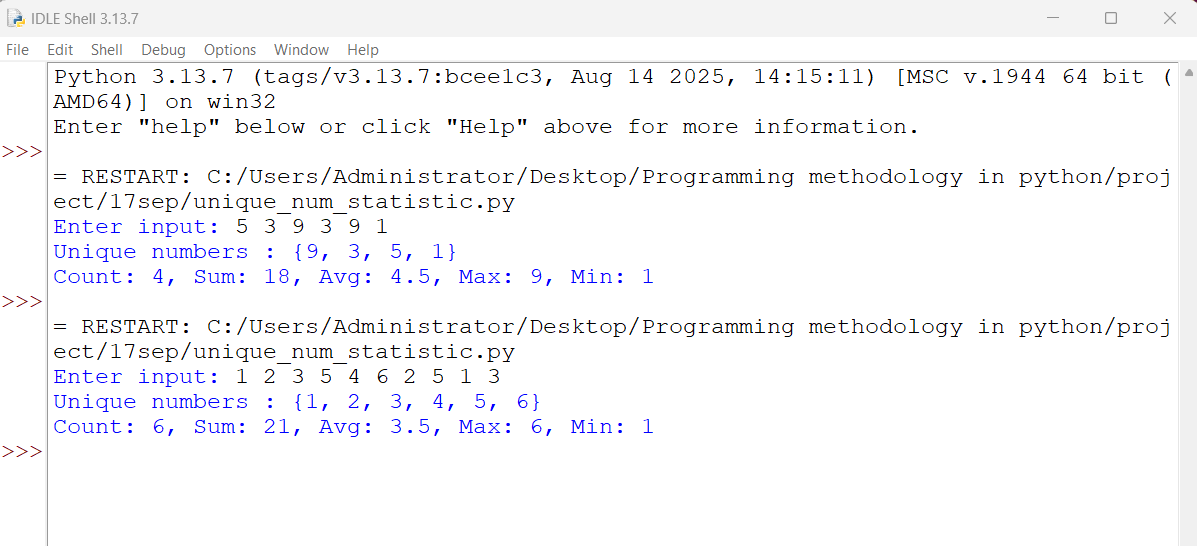 IDLE Shell 3.13.7
File Edit Shell Debug Options Window Help
Python 3.13.7 (tags/v3.13.7:bcee1c3, Aug 14 2025, 14:15:11) [MSC v.1944 64 bit (
AMD64)] on win32
Enter "help" below or click "Help" above for more information.
>>>
= RESTART: C:/Users/Administrator/Desktop/Programming methodology in python/proj
ect/17sep/unique_num_statistic.py
Enter input: 5 3 9 3 9 1
Unique numbers : {9, 3, 5, 1}
Count: 4, Sum: 18, Avg: 4.5, Max: 9, Min: 1
>>>
= RESTART: C:/Users/Administrator/Desktop/Programming methodology in python/proj
ect/17sep/unique_num_statistic.py
Enter input: 1 2 3 5 4 6 2 5 1 3
Unique numbers : {1, 2, 3, 4, 5, 6}
Count: 6, Sum: 21, Avg: 3.5, Max: 6, Min: 1
>>>